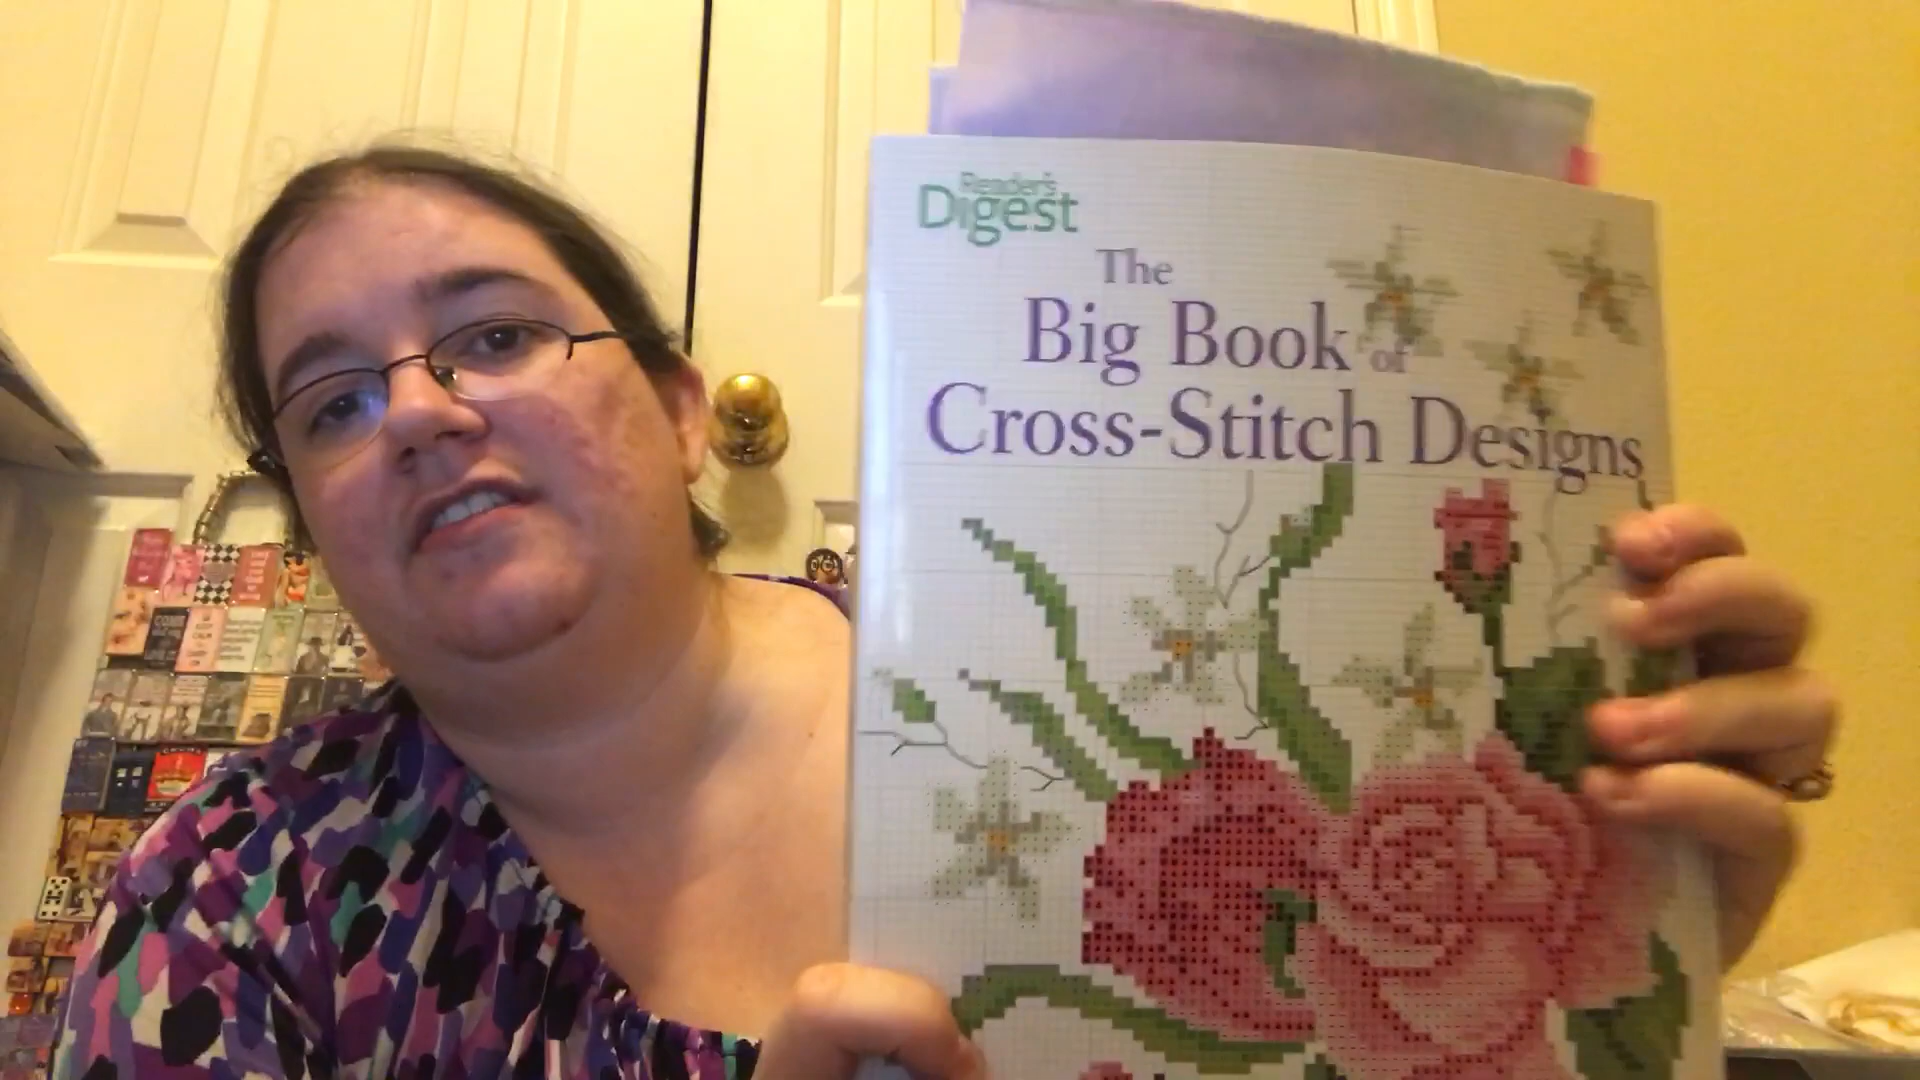 Reader's
Digest
The
Big Book of
Cross-Stitch Designs